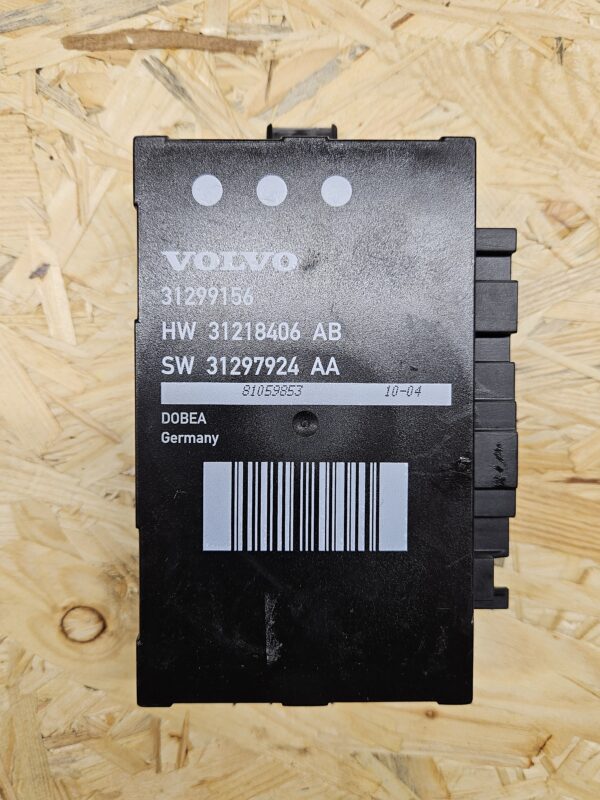 VOLVO
31299156
HW 31218406 AB
SW 31297924 AA
81059853 10-04
DOBEA
Germany